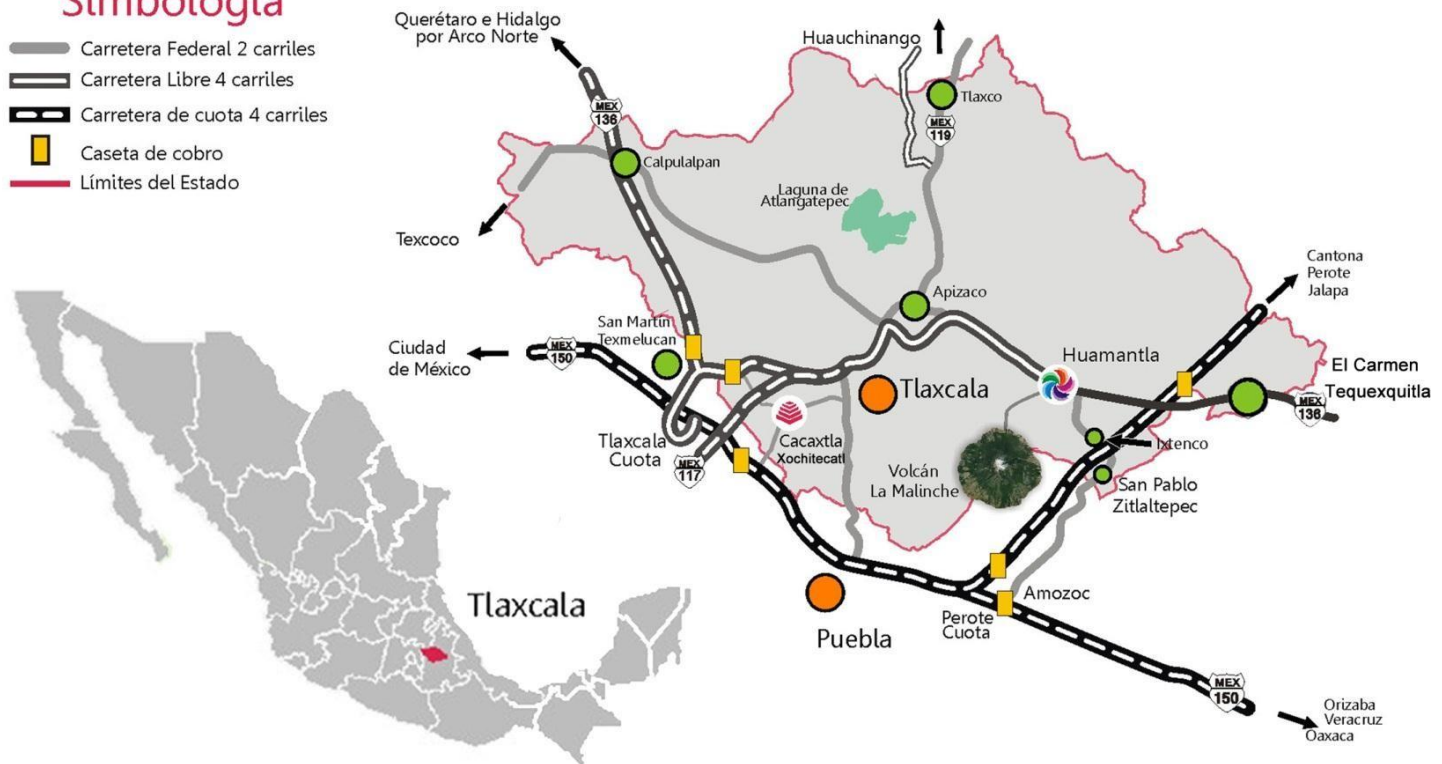 Simbología
Carretera Federal 2 carriles
Carretera Libre 4 carriles
Carretera de cuota 4 carriles
Caseta de cobro
Límites del Estado
Querétaro e Hidalgo
por Arco Norte
Huauchinango
Tlaxco
MEX
136
MEX
119
Calpulalpan
Laguna de
Atlangatepec
Texcoco
Cantona
Perote
Jalapa
Apizaco
San Martín
Texmelucan
Ciudad
de México
MEX
150
Huamantla
El Carmen
Tequexquitla
MEX
136
Tlaxcala
Cacaxtla
Xochitecatl
Tlaxcala
Cuota
MEX
117
Volcán
La Malinche
Ixtenco
San Pablo
Zitlaltepec
Amozoc
Perote
Cuota
Puebla
Tlaxcala
MEX
150
Orizaba
Veracruz
Oaxaca